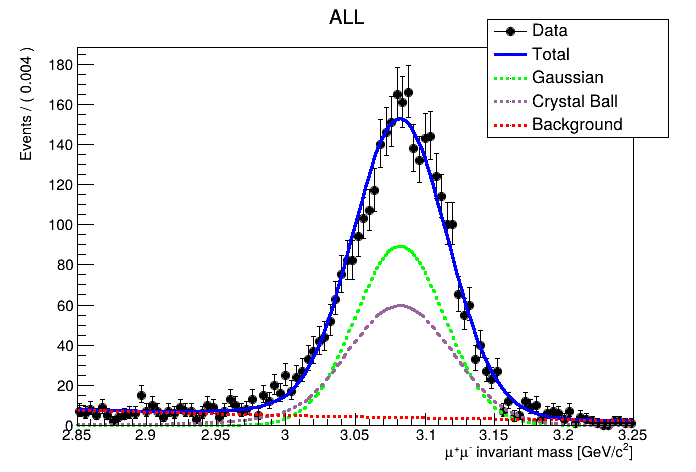 ALL
Data
Total
Gaussian
Crystal Ball
Background
Events / ( 0.004 )
180
160
140
120
100
80
60
40
20
0
2.85 2.9 2.95 3 3.05 3.1 3.15 3.2 3.25
μ⁺μ⁻ invariant mass [GeV/c²]